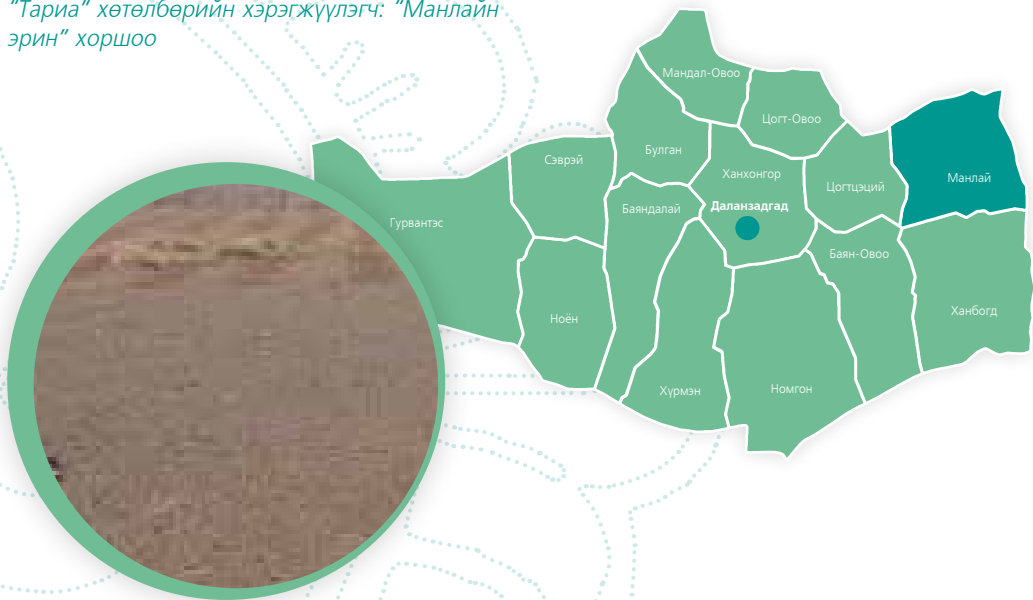 "Тариа" хөтөлбөрийн хэрэгжүүлэгч: "Манлайн
эрин" хоршоо
Мандал-Овоо
Цогт-Овоо
Булган
Сэврэй
Ханхонгор
Манлай
Цогтцэций
Баяндалай
Даланзадгад
Гурвантэс
Баян-Овоо
Ханбогд
Ноён
Хүрмэн
Номгон